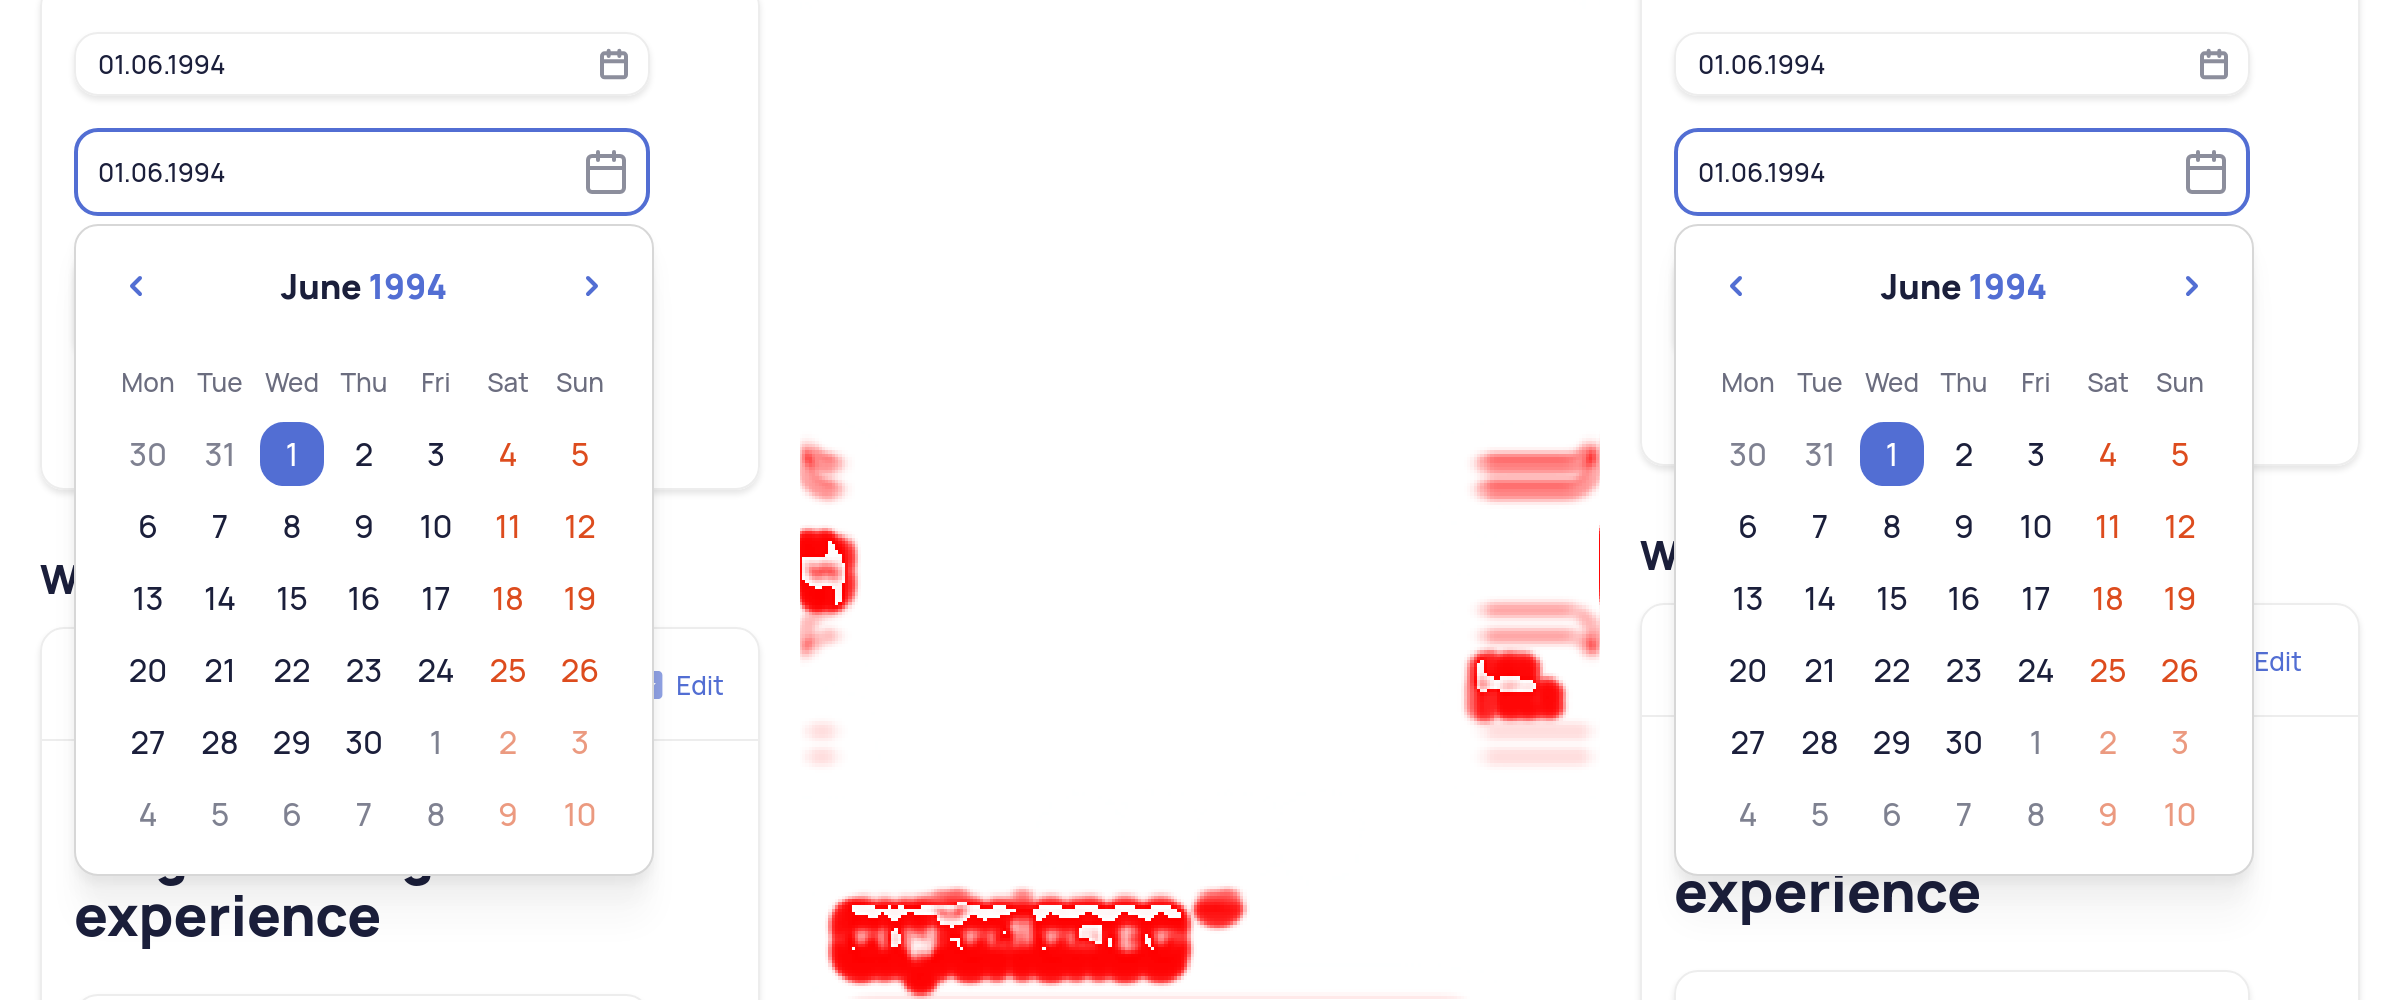 01.06.1994
01.06.1994
June 1994
Mon Tue Wed Thu Fri Sat Sun
30 31 1 2 3 4 5
6 7 8 9 10 11 12
13 14 15 16 17 18 19
20 21 22 23 24 25 26
27 28 29 30 1 2 3
4 5 6 7 8 9 10
W
Edit
experience
01.06.1994
01.06.1994
June 1994
Mon Tue Wed Thu Fri Sat Sun
30 31 1 2 3 4 5
6 7 8 9 10 11 12
13 14 15 16 17 18 19
20 21 22 23 24 25 26
27 28 29 30 1 2 3
4 5 6 7 8 9 10
W
Edit
experience